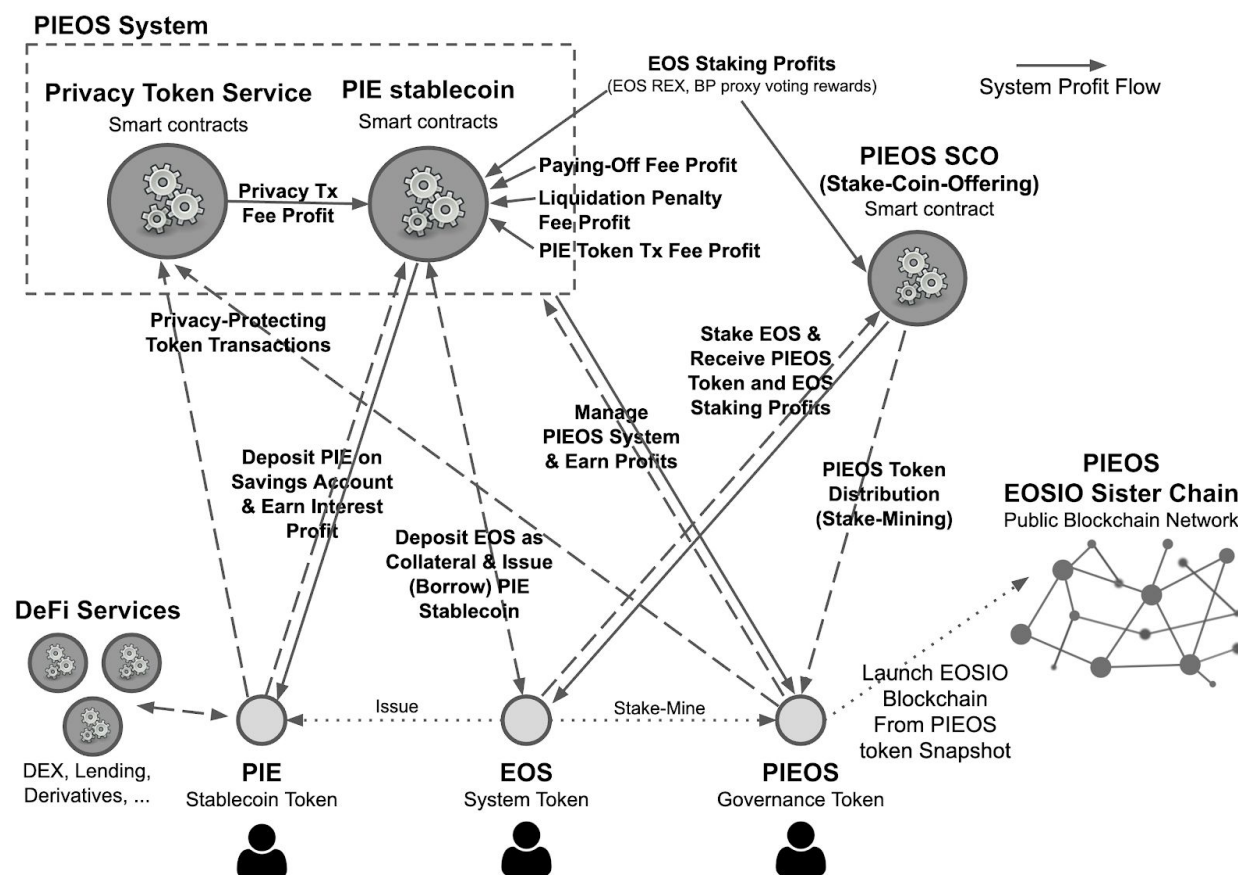 PIEOS System
Privacy Token Service
Smart contracts
PIE stablecoin
Smart contracts
EOS Staking Profits
(EOS REX, BP proxy voting rewards)
System Profit Flow
Privacy Tx
Fee Profit
Paying-Off Fee Profit
Liquidation Penalty
Fee Profit
PIE Token Tx Fee Profit
PIEOS SCO
(Stake-Coin-Offering)
Smart contract
Privacy-Protecting
Token Transactions
Stake EOS &
Receive PIEOS
Token and EOS
Staking Profits
Manage
PIEOS System
& Earn Profits
Deposit PIE on
Savings Account
& Earn Interest
Profit
PIEOS Token
Distribution
(Stake-Mining)
PIEOS
EOSIO Sister Chain
Public Blockchain Network
Deposit EOS as
Collateral & Issue
(Borrow) PIE
Stablecoin
DeFi Services
DEX, Lending,
Derivatives, ...
Issue
Stake-Mine
Launch EOSIO
Blockchain
From PIEOS
token Snapshot
PIE
Stablecoin Token
EOS
System Token
PIEOS
Governance Token